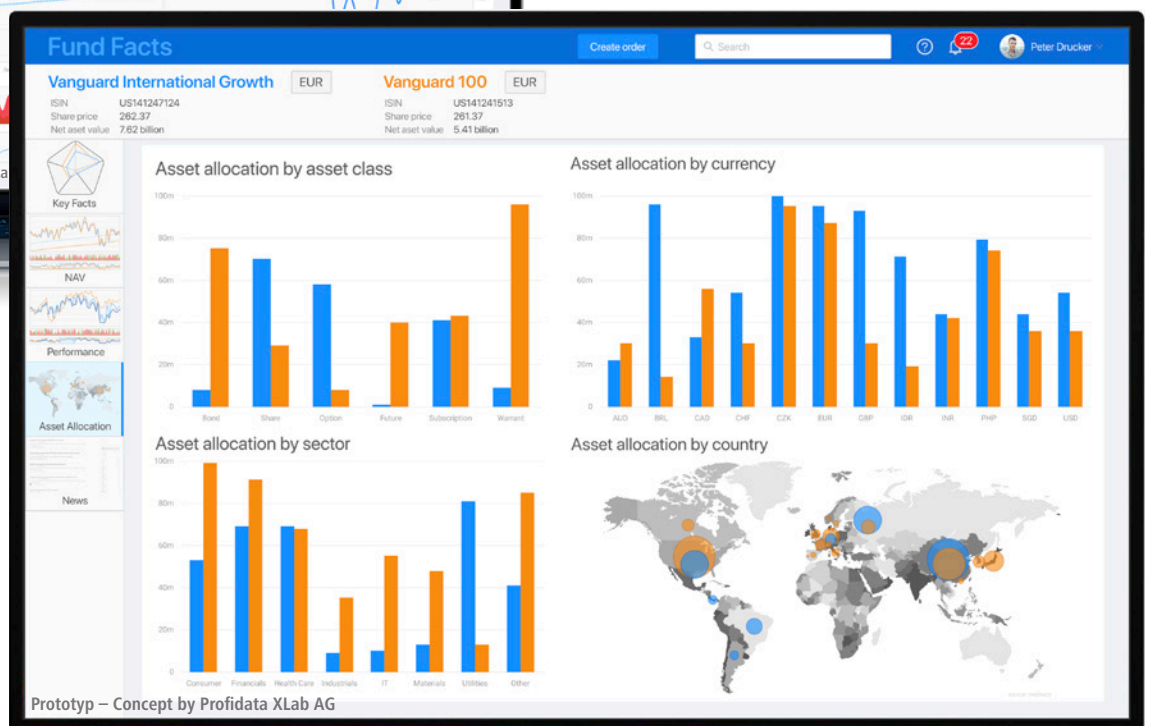 Fund Facts
Create order
Search
22
Peter Drucker
Vanguard International Growth EUR
ISIN US141247124
Share price 262.37
Net aset value 7.62 billion
Vanguard 100 EUR
ISIN US141241513
Share price 261.37
Net aset value 5.41 billion
Key Facts
NAV
Performance
Asset Allocation
News
Asset allocation by asset class
100m
80m
60m
40m
20m
0
Bond Share Option Future Subscription Warrant
Asset allocation by currency
100m
80m
60m
40m
20m
0
AUD BRL CAD CHF CZK EUR GBP IDR INR PHP SGD USD
Asset allocation by sector
100m
80m
60m
40m
20m
0
Consumer Financials Health Care Industrials IT Materials Utilities Other
Asset allocation by country
Prototyp – Concept by Profidata XLab AG